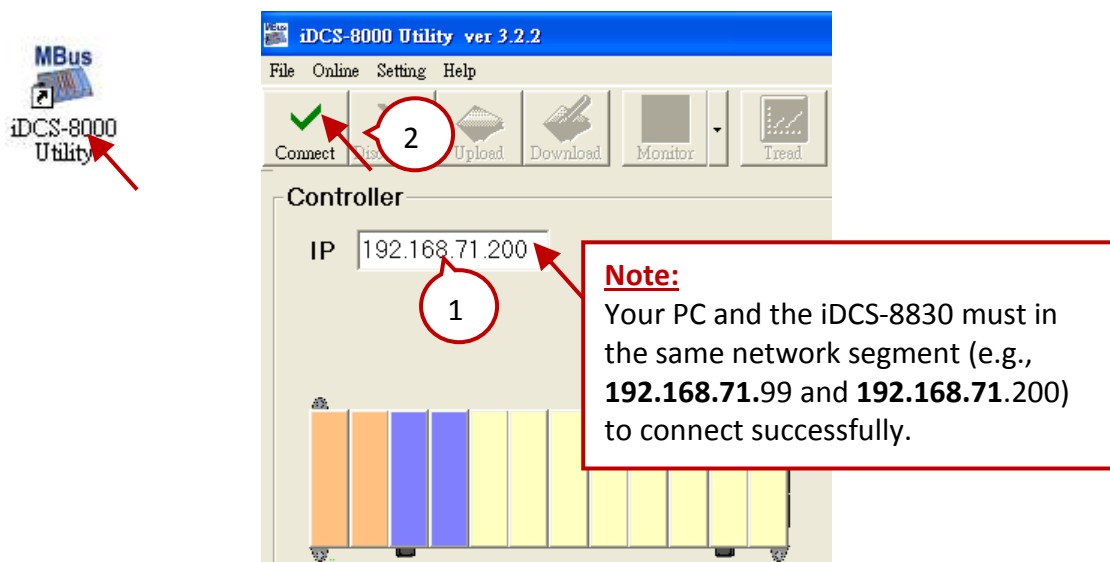 MBus
iDCS-8000
Utility
iDCS-8000 Utility ver 3.2.2
File Online Setting Help
Connect Upload Download Monitor Tread
2
Controller
IP 192.168.71.200
1
Note:
Your PC and the iDCS-8830 must in
the same network segment (e.g.,
192.168.71.99 and 192.168.71.200)
to connect successfully.